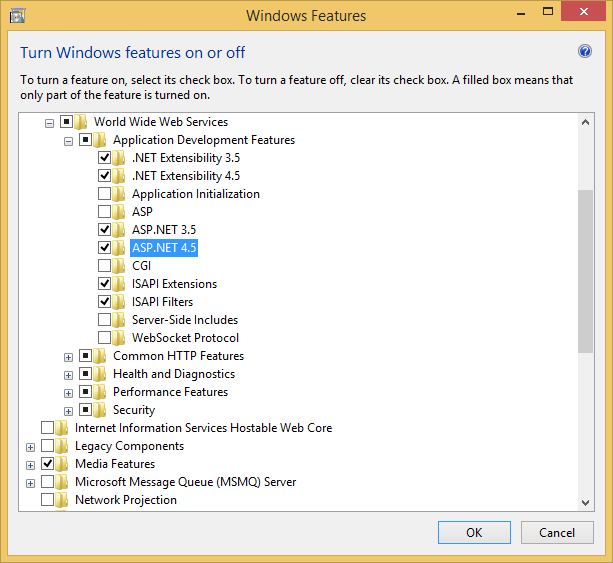 Windows Features
Turn Windows features on or off
To turn a feature on, select its check box. To turn a feature off, clear its check box. A filled box means that
only part of the feature is turned on.
World Wide Web Services
Application Development Features
.NET Extensibility 3.5
.NET Extensibility 4.5
Application Initialization
ASP
ASP.NET 3.5
ASP.NET 4.5
CGI
ISAPI Extensions
ISAPI Filters
Server-Side Includes
WebSocket Protocol
Common HTTP Features
Health and Diagnostics
Performance Features
Security
Internet Information Services Hostable Web Core
Legacy Components
Media Features
Microsoft Message Queue (MSMQ) Server
Network Projection
OK
Cancel